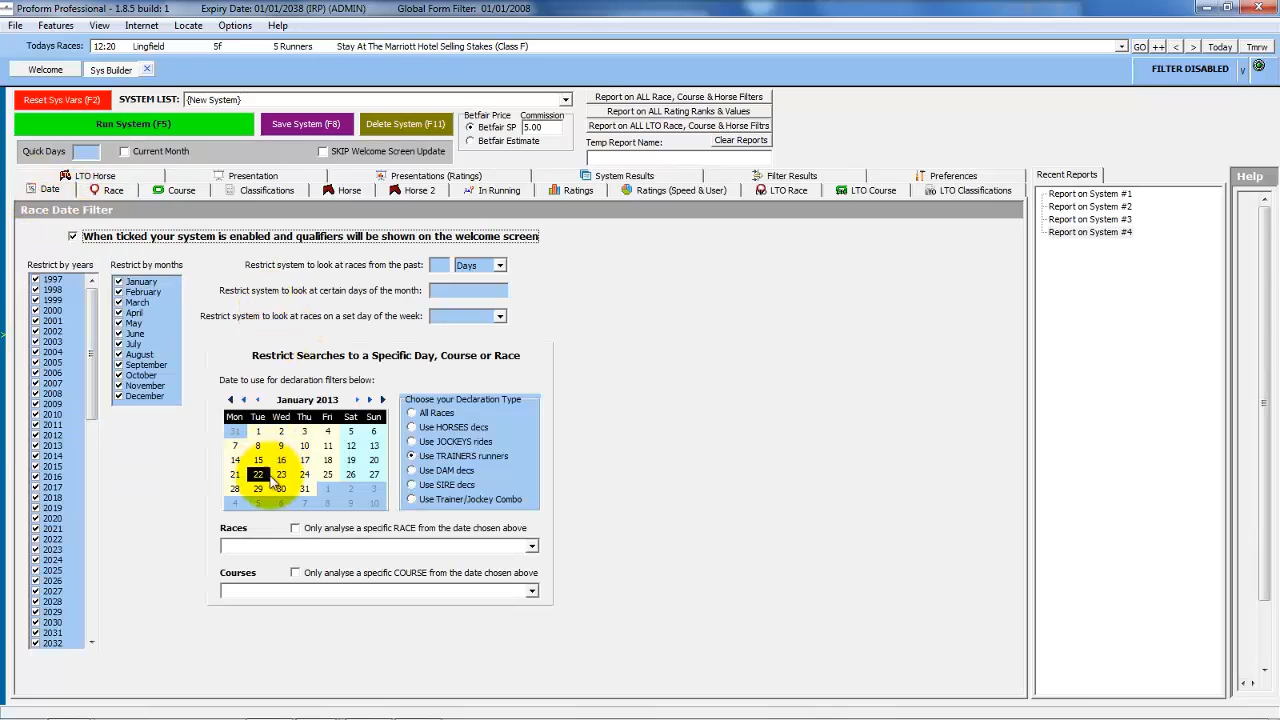 Proform Professional - 1.8.5 build: 1 Expiry Date: 01/01/2038 (IRP) (ADMIN) Global Form Filter: 01/01/2008
File Features View Internet Locate Options Help
Todays Races: 12:20 Lingfield 5f 5 Runners Stay At The Marriott Hotel Selling Stakes (Class F) GO ++ < > Today Tmrw
Welcome Sys Builder FILTER DISABLED v
Reset Sys Vars (F2) SYSTEM LIST: {New System}
Run System (F5) Save System (F8) Delete System (F11)
Betfair Price Commission
Betfair SP 5.00
Betfair Estimate
Report on ALL Race, Course & Horse Filters
Report on ALL Rating Ranks & Values
Report on ALL LTO Race, Course & Horse Filtrs
Temp Report Name: Clear Reports
Quick Days Current Month SKIP Welcome Screen Update
LTO Horse Presentation Presentations (Ratings) System Results Filter Results Preferences
Date Race Course Classifications Horse Horse 2 In Running Ratings Ratings (Speed & User) LTO Race LTO Course LTO Classifications
Recent Reports
Report on System #1
Report on System #2
Report on System #3
Report on System #4
Help
Race Date Filter
When ticked your system is enabled and qualifiers will be shown on the welcome screen
Restrict by years
1997
1998
1999
2000
2001
2002
2003
2004
2005
2006
2007
2008
2009
2010
2011
2012
2013
2014
2015
2016
2017
2018
2019
2020
2021
2022
2023
2024
2025
2026
2027
2028
2029
2030
2031
2032
Restrict by months
January
February
March
April
May
June
July
August
September
October
November
December
Restrict system to look at races from the past: Days
Restrict system to look at certain days of the month:
Restrict system to look at races on a set day of the week:
Restrict Searches to a Specific Day, Course or Race
Date to use for declaration filters below:
January 2013
Mon Tue Wed Thu Fri Sat Sun
31 1 2 3 4 5 6
7 8 9 10 11 12 13
14 15 16 17 18 19 20
21 22 23 24 25 26 27
28 29 30 31 1 2 3
4 5 6 7 8 9 10
Choose your Declaration Type
All Races
Use HORSES decs
Use JOCKEYS rides
Use TRAINERS runners
Use DAM decs
Use SIRE decs
Use Trainer/Jockey Combo
Races Only analyse a specific RACE from the date chosen above
Courses Only analyse a specific COURSE from the date chosen above